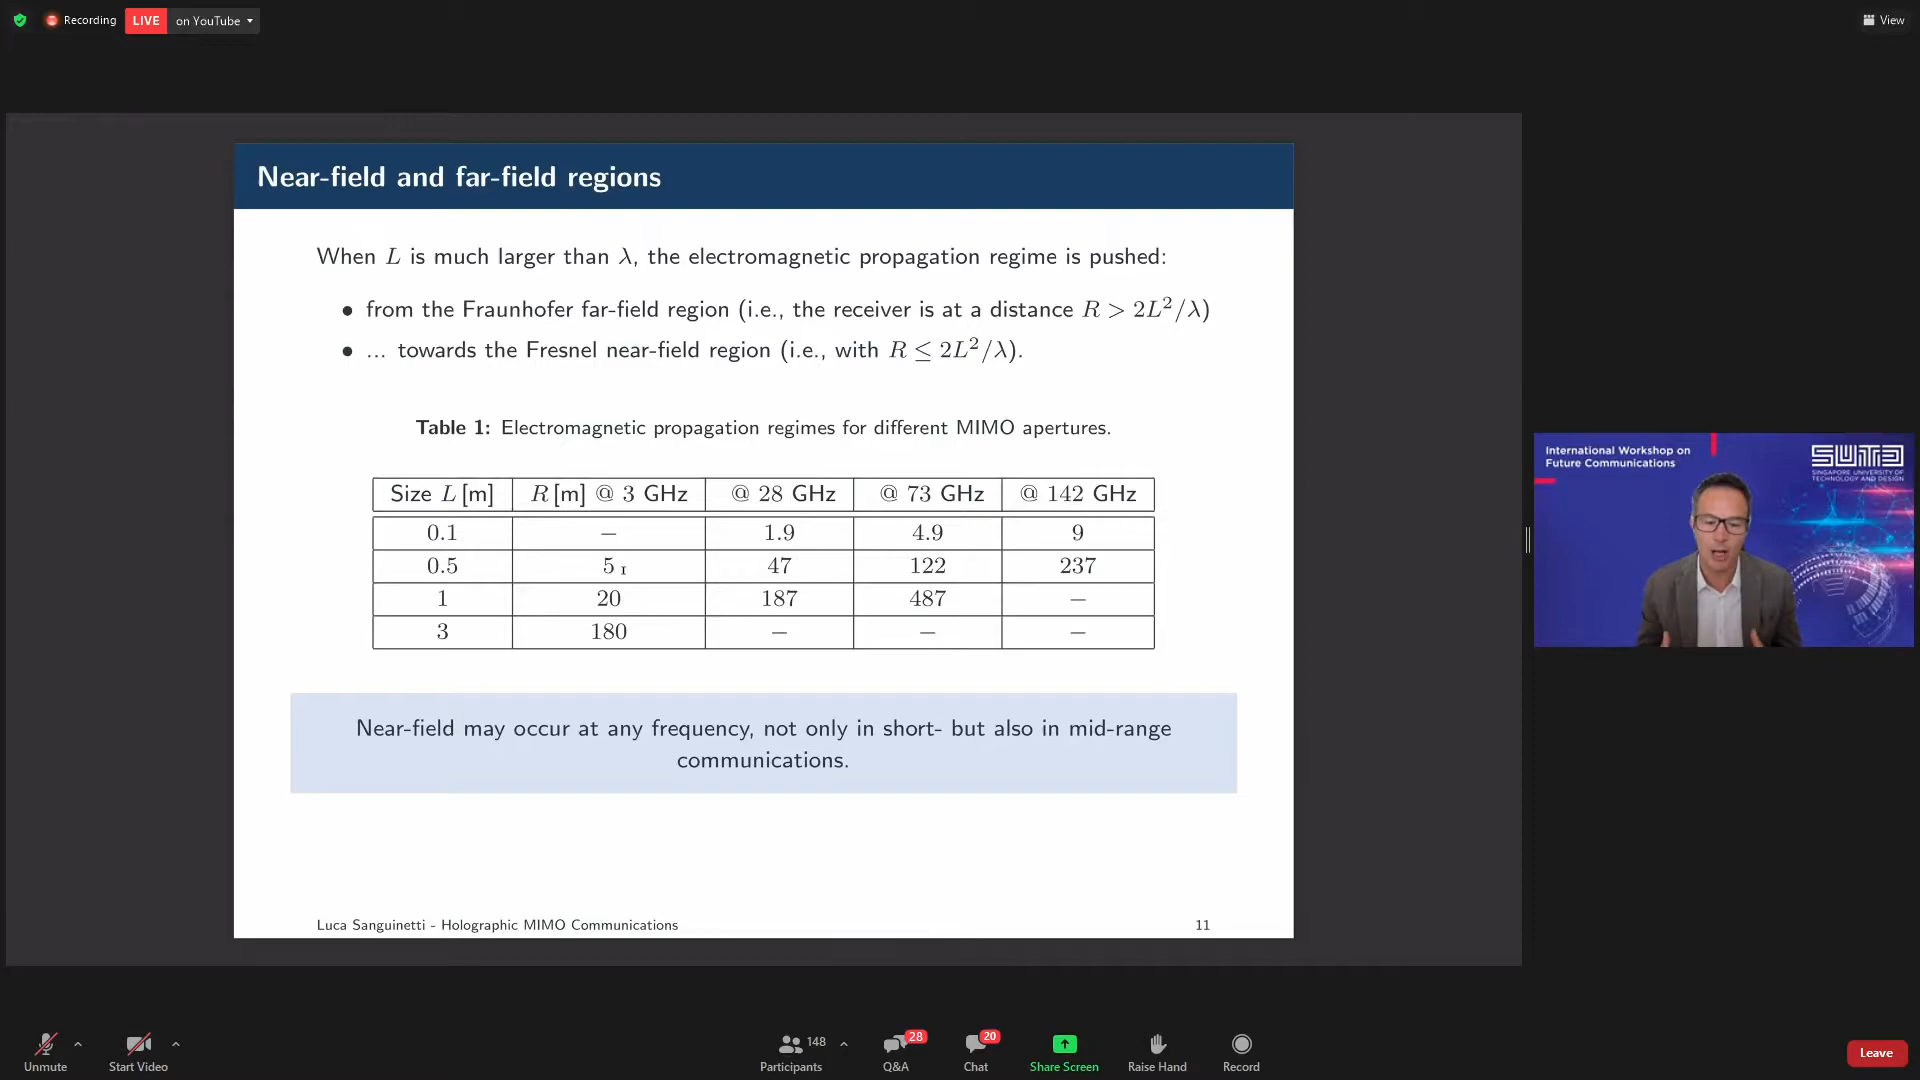 Recording LIVE on YouTube
View
Near-field and far-field regions
When L is much larger than λ, the electromagnetic propagation regime is pushed:
• from the Fraunhofer far-field region (i.e., the receiver is at a distance R > 2L²/λ)
• ... towards the Fresnel near-field region (i.e., with R ≤ 2L²/λ).
Table 1: Electromagnetic propagation regimes for different MIMO apertures.
Size L [m] R [m] @ 3 GHz @ 28 GHz @ 73 GHz @ 142 GHz
0.1 – 1.9 4.9 9
0.5 5 47 122 237
1 20 187 487 –
3 180 – – –
Near-field may occur at any frequency, not only in short- but also in mid-range
communications.
Luca Sanguinetti - Holographic MIMO Communications 11
International Workshop on
Future Communications
SUTD
SINGAPORE UNIVERSITY OF
TECHNOLOGY AND DESIGN
148 28 20
Unmute Start Video Participants Q&A Chat Share Screen Raise Hand Record Leave